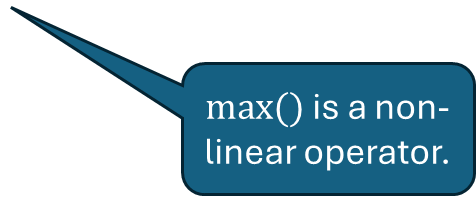 max() is a non-
linear operator.